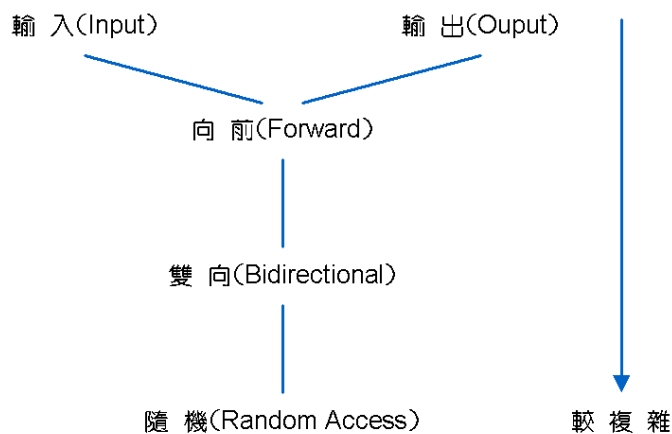 輸入(Input)
輸出(Ouput)
向前(Forward)
雙向(Bidirectional)
隨機(Random Access)
較複雜